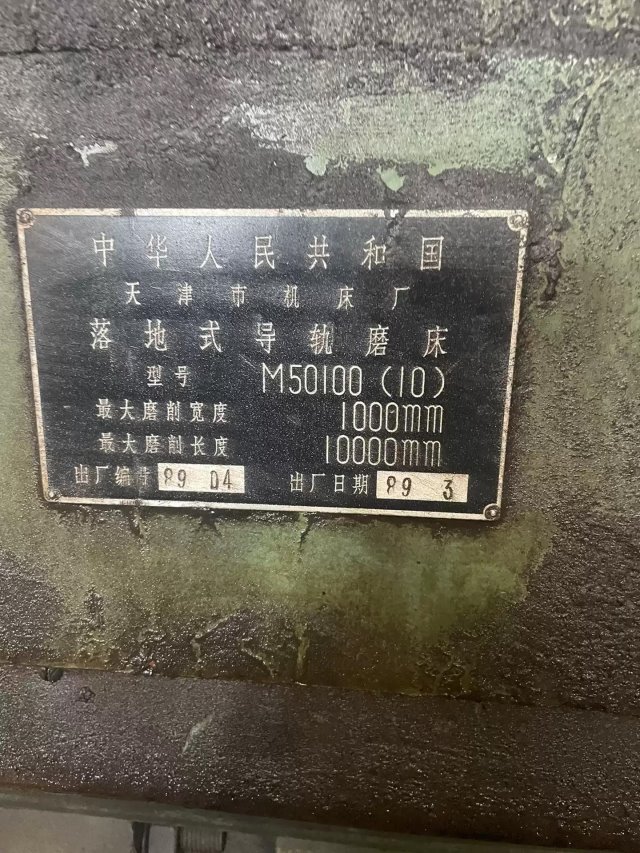 中华人民共和国
天津市机床厂
落地式导轨磨床
型号 M50100 (10)
最大磨削宽度 1000mm
最大磨削长度 10000mm
出厂编号 89 04 出厂日期 89 3